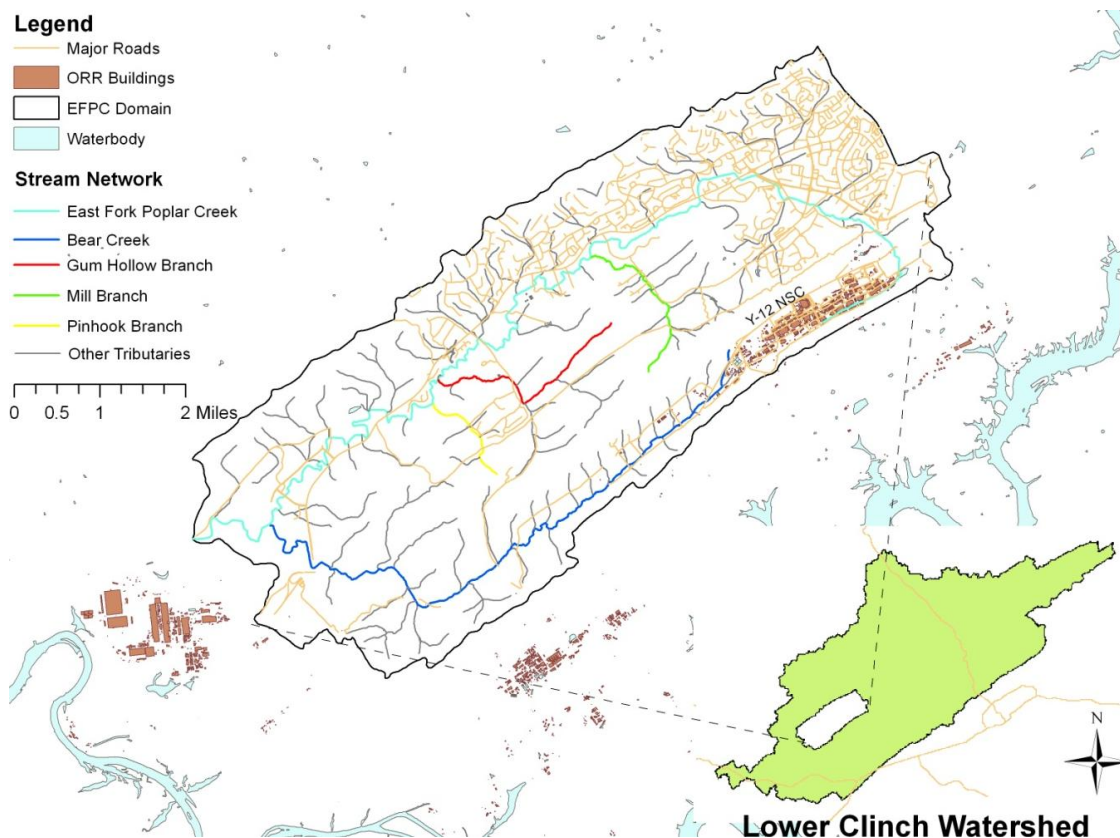 Legend
Major Roads
ORR Buildings
EFPC Domain
Waterbody
Stream Network
East Fork Poplar Creek
Bear Creek
Gum Hollow Branch
Mill Branch
Pinhook Branch
Other Tributaries
0 0.5 1 2 Miles
Y-12 NSC
N
Lower Clinch Watershed